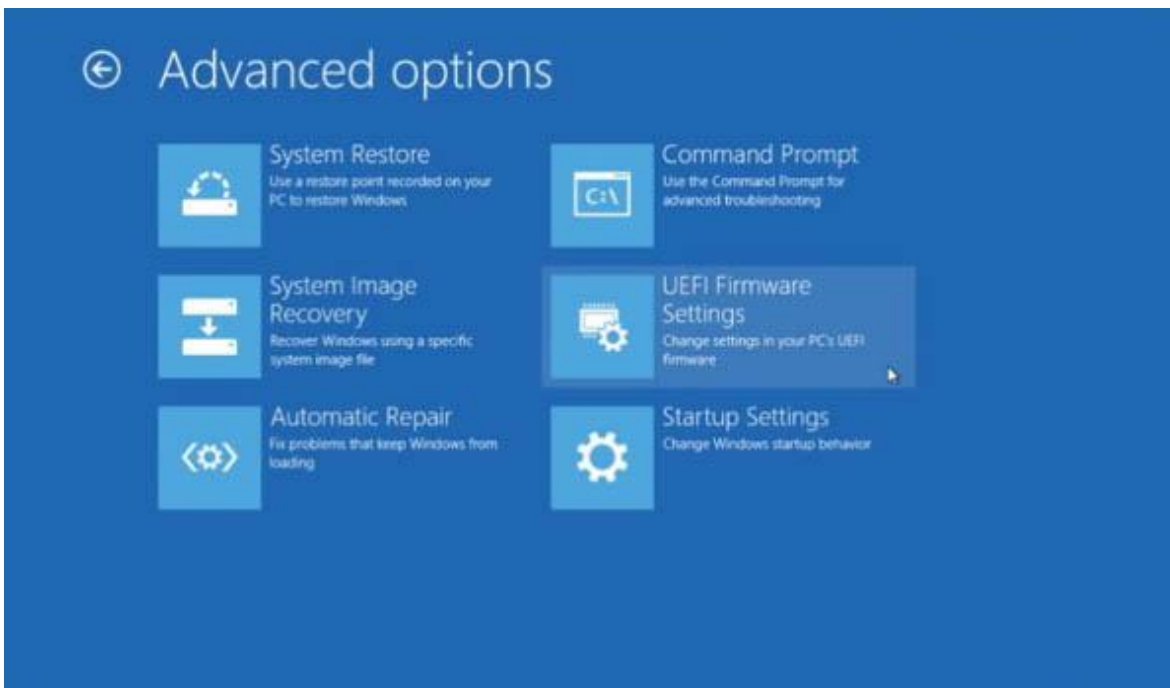 Advanced options
System Restore
Use a restore point recorded on your
PC to restore Windows
Command Prompt
Use the Command Prompt for
advanced troubleshooting
C:\
System Image
Recovery
Recover Windows using a specific
system image file
UEFI Firmware
Settings
Change settings in your PC's UEFI
firmware
Automatic Repair
Fix problems that keep Windows from
loading
Startup Settings
Change Windows startup behavior